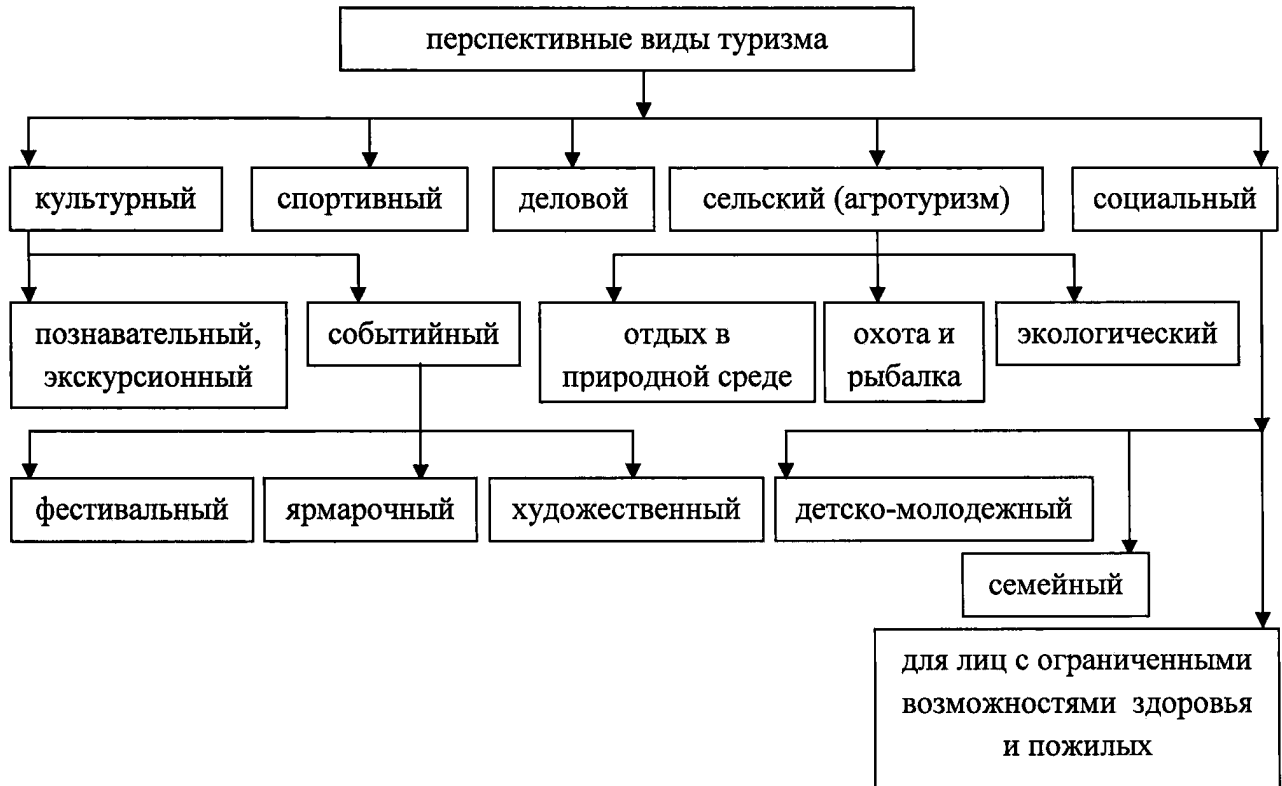 перспективные виды туризма
культурный
спортивный
деловой
сельский (агротуризм)
социальный
познавательный,
экскурсионный
событийный
отдых в
природной среде
охота и
рыбалка
экологический
фестивальный
ярмарочный
художественный
детско-молодежный
семейный
для лиц с ограниченными
возможностями здоровья
и пожилых